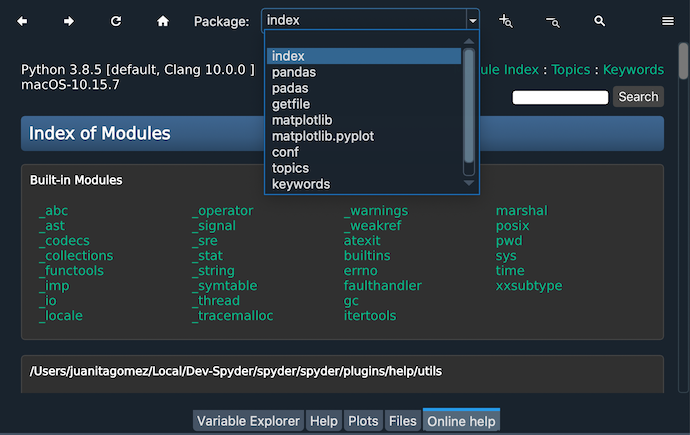 Package: index
index
pandas
padas
getfile
matplotlib
matplotlib.pyplot
conf
topics
keywords
Python 3.8.5 [default, Clang 10.0.0 ]
macOS-10.15.7
ule Index : Topics : Keywords
Search
Index of Modules
Built-in Modules
_abc _operator _warnings marshal
_ast _signal _weakref posix
_codecs _sre atexit pwd
_collections _stat builtins sys
_functools _string errno time
_imp _symtable faulthandler xxsubtype
_io _thread gc
_locale _tracemalloc itertools
/Users/juanitagomez/Local/Dev-Spyder/spyder/spyder/plugins/help/utils
Variable Explorer Help Plots Files Online help